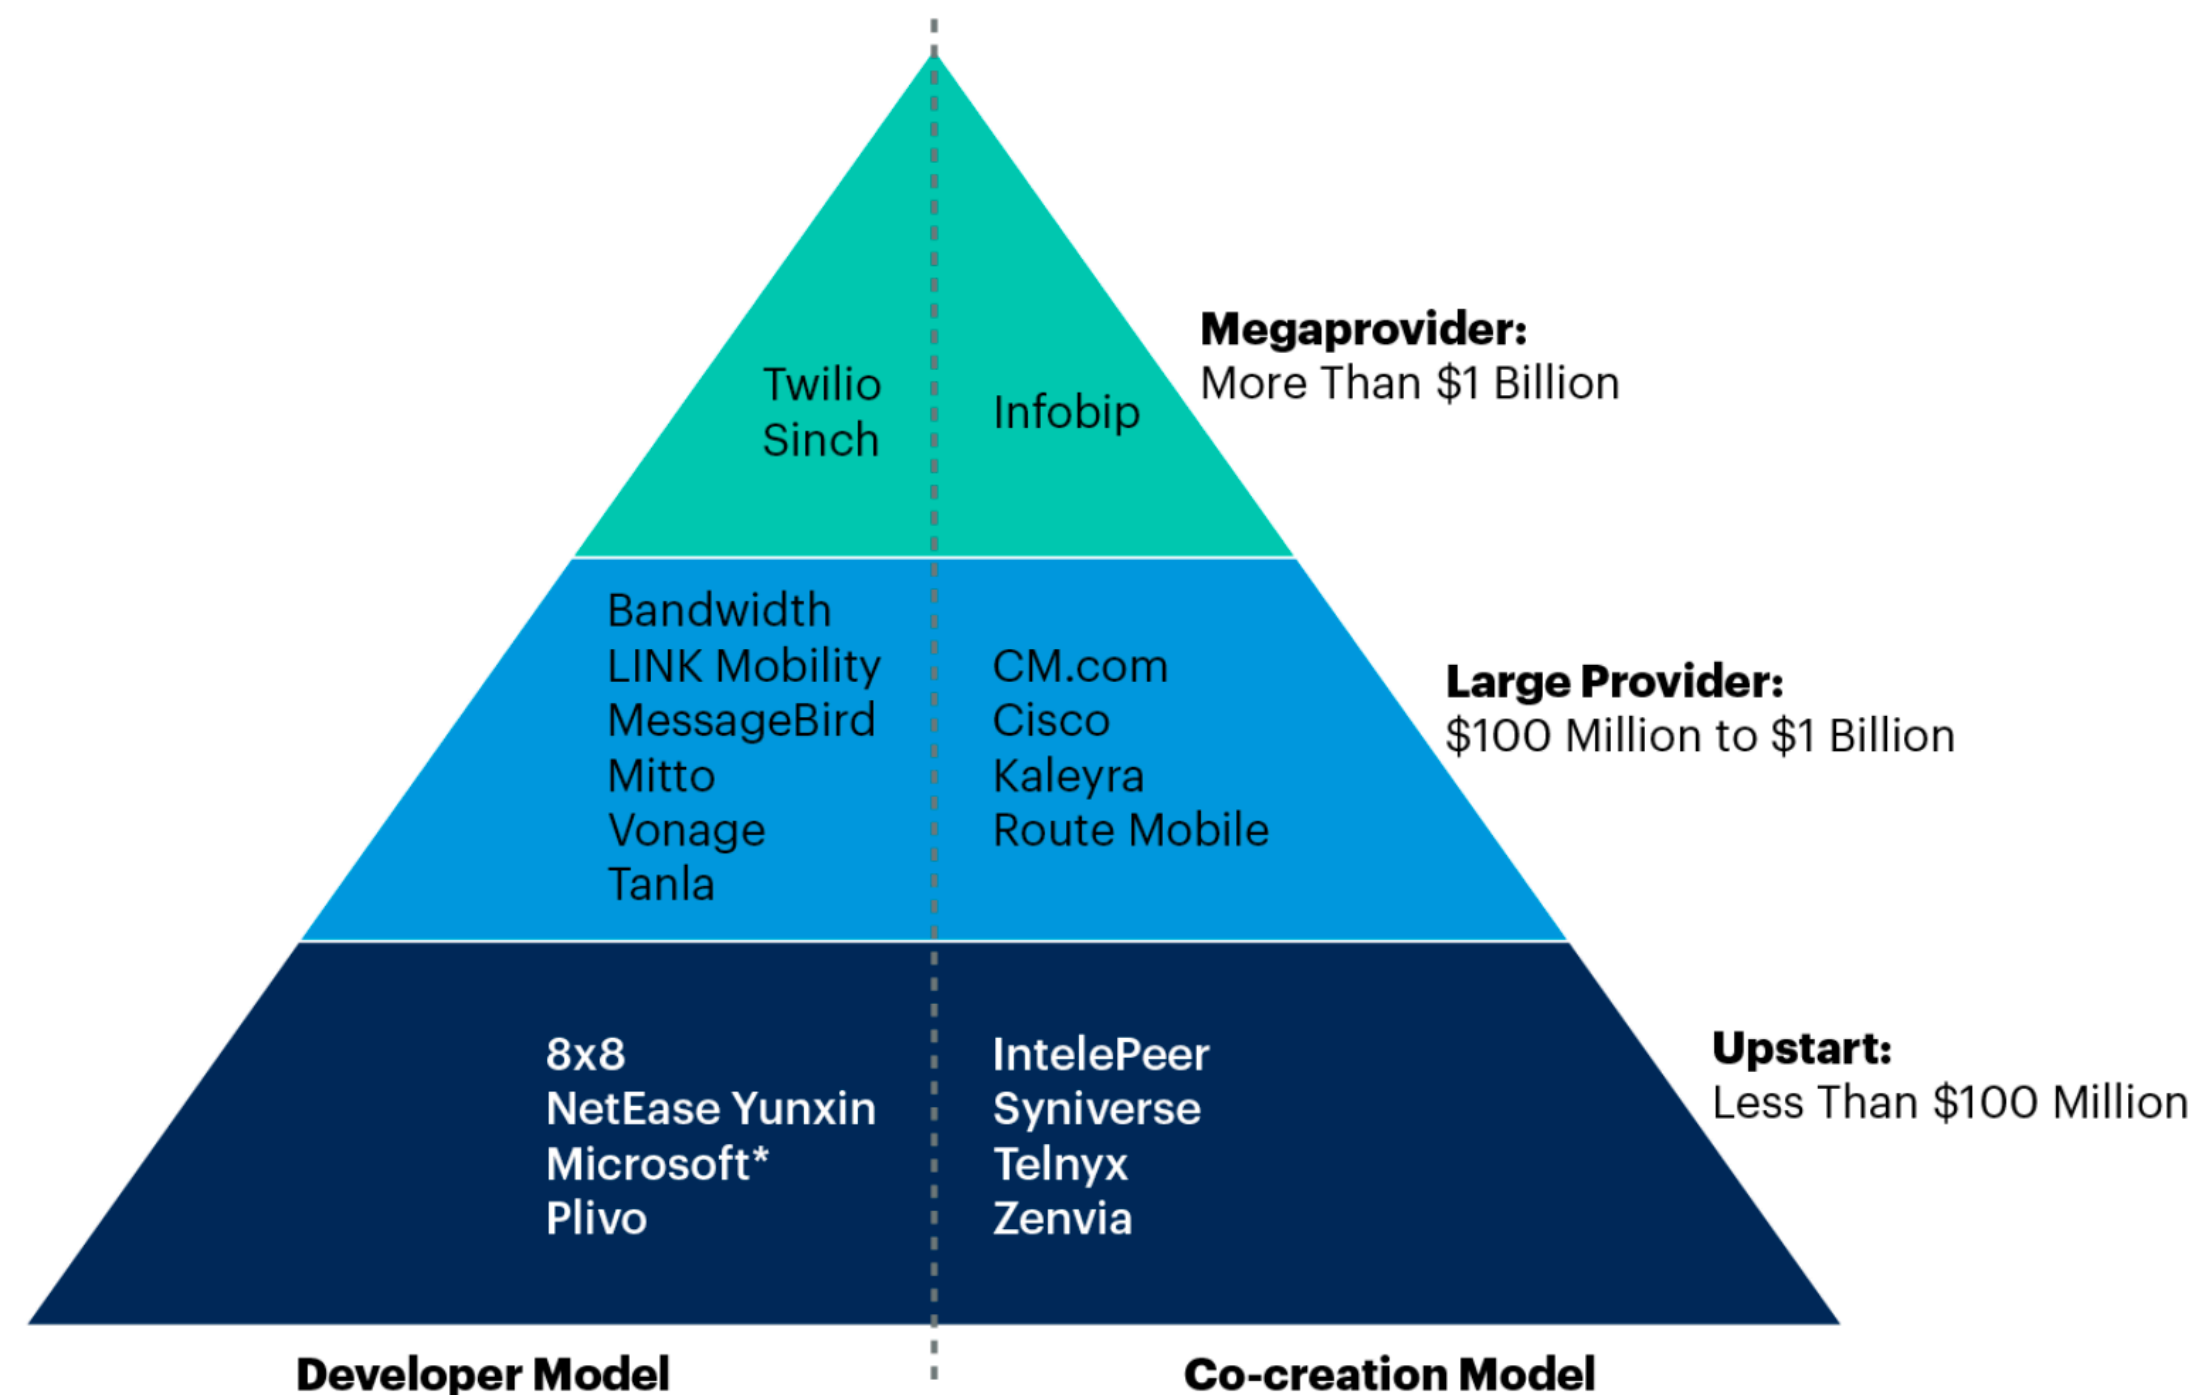 Twilio
Sinch
Infobip
Megaprovider:
More Than $1 Billion
Bandwidth
LINK Mobility
MessageBird
Mitto
Vonage
Tanla
CM.com
Cisco
Kaleyra
Route Mobile
Large Provider:
$100 Million to $1 Billion
8x8
NetEase Yunxin
Microsoft*
Plivo
IntelePeer
Syniverse
Telnyx
Zenvia
Upstart:
Less Than $100 Million
Developer Model
Co-creation Model